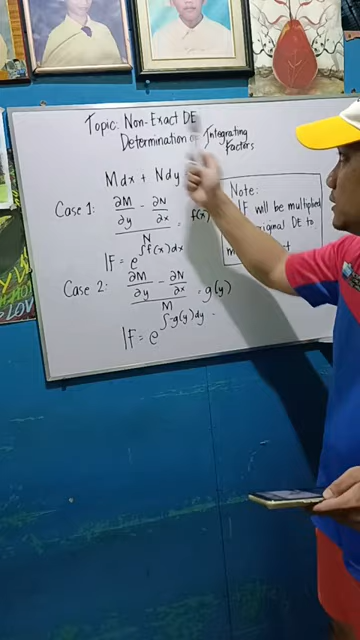 Topic: Non-Exact DE
Determination of Integrating
Factors
Mdx + Ndy
Case 1: ∂M/∂y - ∂N/∂x / N = f(x)
IF = e^∫f(x)dx
Case 2: ∂M/∂y - ∂N/∂x / M = g(y)
IF = e^∫-g(y)dy
Note:
IF will be multiplied
original DE to